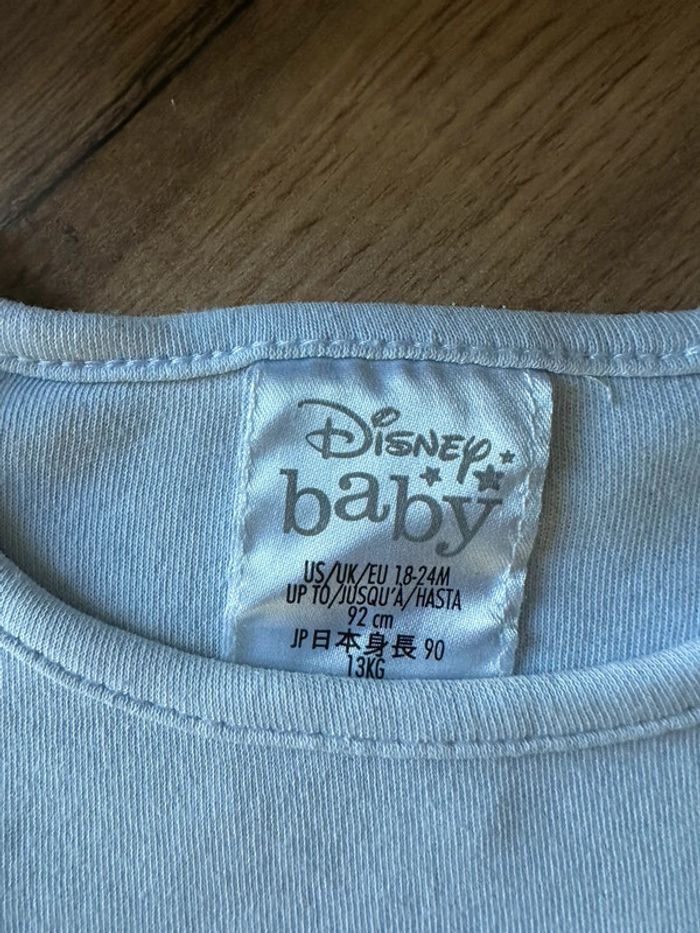 Disney
baby
US/UK/EU 18-24M
UP TO/JUSQU'À/HASTA
92 cm
JP日本身長 90
13KG